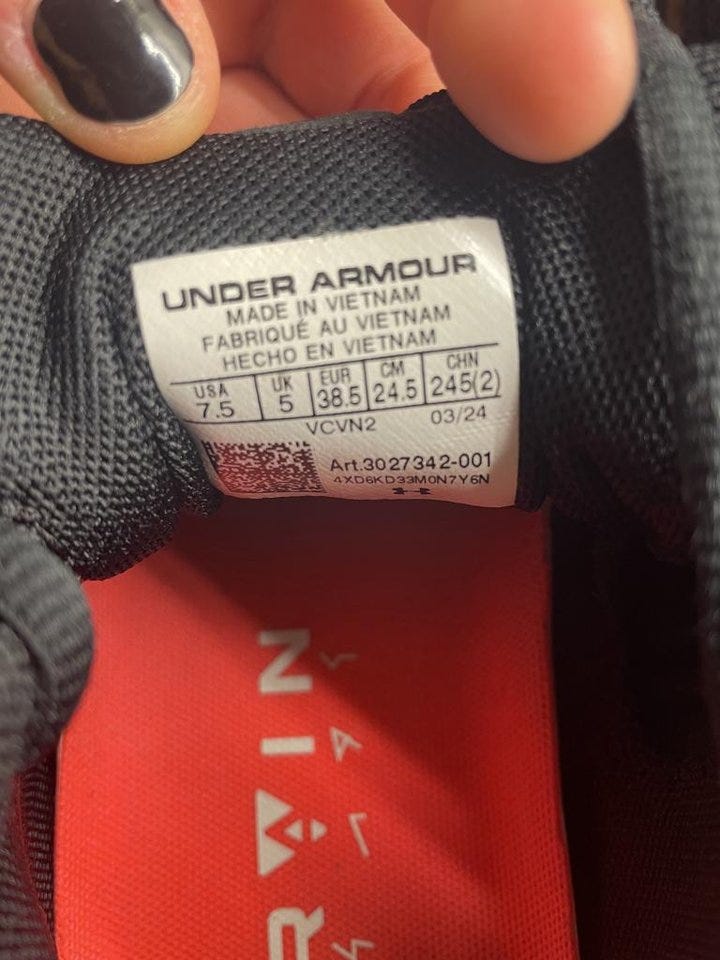 UNDER ARMOUR
MADE IN VIETNAM
FABRIQUÉ AU VIETNAM
HECHO EN VIETNAM
USA UK EUR CM CHN
7.5 5 38.5 24.5 245(2)
VCVN2 03/24
Art.3027342-001
4XD6KD33M0N7Y6N
RWIN